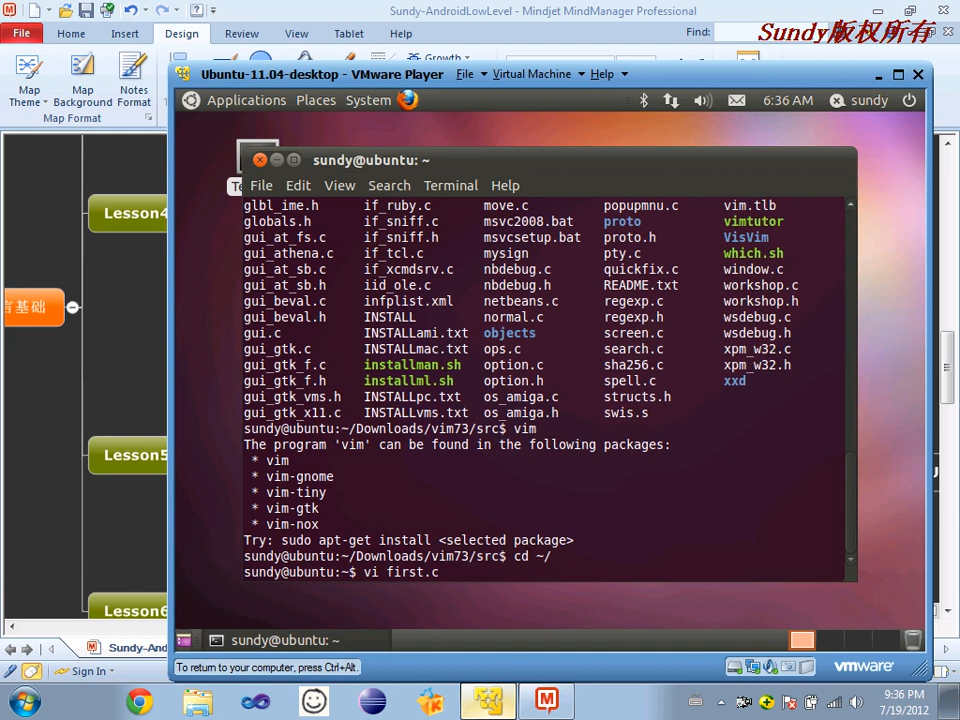 Sundy-AndroidLowLevel - Mindjet MindManager Professional
File Home Insert Design Review View Tablet Help
Find:
Sundy版权所有
Map Theme
Map Background
Notes Format
Growth
Map Format
Ubuntu-11.04-desktop - VMware Player File Virtual Machine Help
Applications Places System 6:36 AM sundy
sundy@ubuntu: ~
File Edit View Search Terminal Help
glbl_ime.h if_ruby.c move.c popupmnu.c vim.tlb
globals.h if_sniff.c msvc2008.bat proto vimtutor
gui_at_fs.c if_sniff.h msvcsetup.bat proto.h VisVim
gui_athena.c if_tcl.c mysign pty.c which.sh
gui_at_sb.c if_xcmdsrv.c nbdebug.c quickfix.c window.c
gui_at_sb.h iid_ole.c nbdebug.h README.txt workshop.c
gui_beval.c infplist.xml netbeans.c regexp.c workshop.h
gui_beval.h INSTALL normal.c regexp.h wsdebug.c
gui.c INSTALLami.txt objects screen.c wsdebug.h
gui_gtk.c INSTALLmac.txt ops.c search.c xpm_w32.c
gui_gtk_f.c installman.sh option.c sha256.c xpm_w32.h
gui_gtk_f.h installml.sh option.h spell.c xxd
gui_gtk_vms.h INSTALLpc.txt os_amiga.c structs.h
gui_gtk_x11.c INSTALLvms.txt os_amiga.h swis.s
sundy@ubuntu:~/Downloads/vim73/src$ vim
The program 'vim' can be found in the following packages:
* vim
* vim-gnome
* vim-tiny
* vim-gtk
* vim-nox
Try: sudo apt-get install <selected package>
sundy@ubuntu:~/Downloads/vim73/src$ cd ~/
sundy@ubuntu:~$ vi first.c
Lesson4
言基础
Lesson5
Lesson6
sundy@ubuntu: ~
Sundy-And
To return to your computer, press Ctrl+Alt.
vmware
Sign In
9:36 PM
7/19/2012